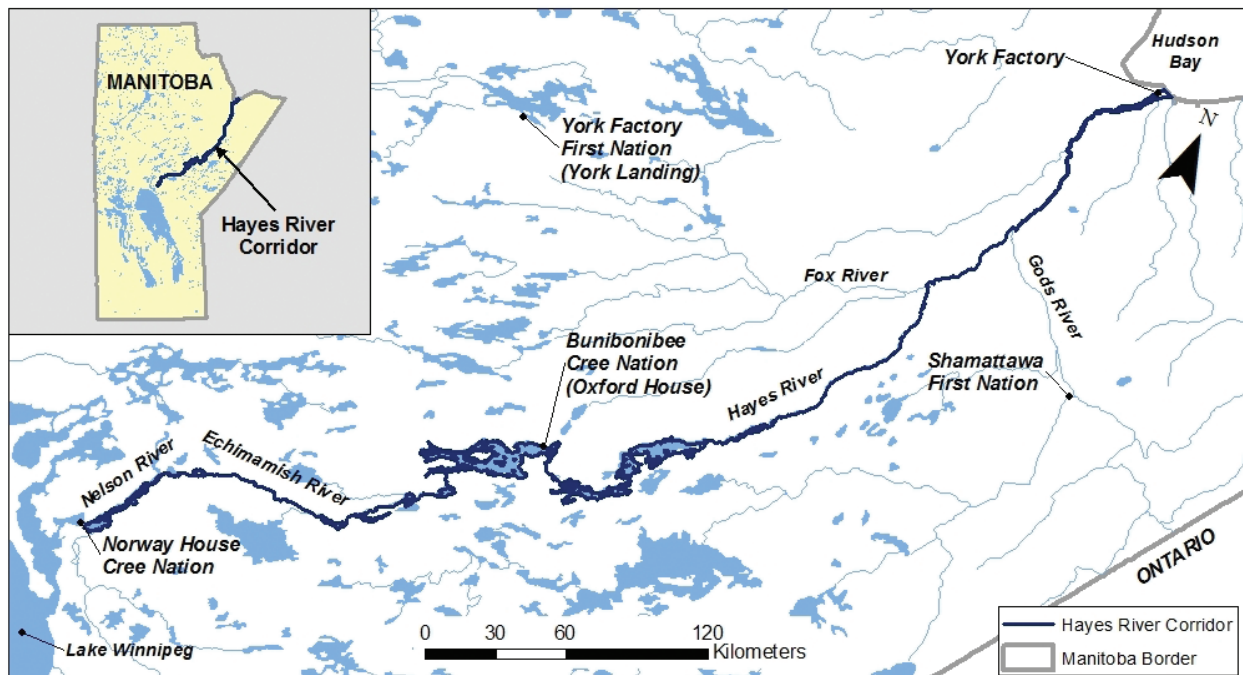 MANITOBA
Hayes River
Corridor
Hudson
Bay
York Factory
N
York Factory
First Nation
(York Landing)
Fox River
Gods River
Bunibonibee
Cree Nation
(Oxford House)
Shamattawa
First Nation
Hayes River
Nelson River
Echimamish River
Norway House
Cree Nation
ONTARIO
Lake Winnipeg
0 30 60 120
Kilometers
Hayes River Corridor
Manitoba Border